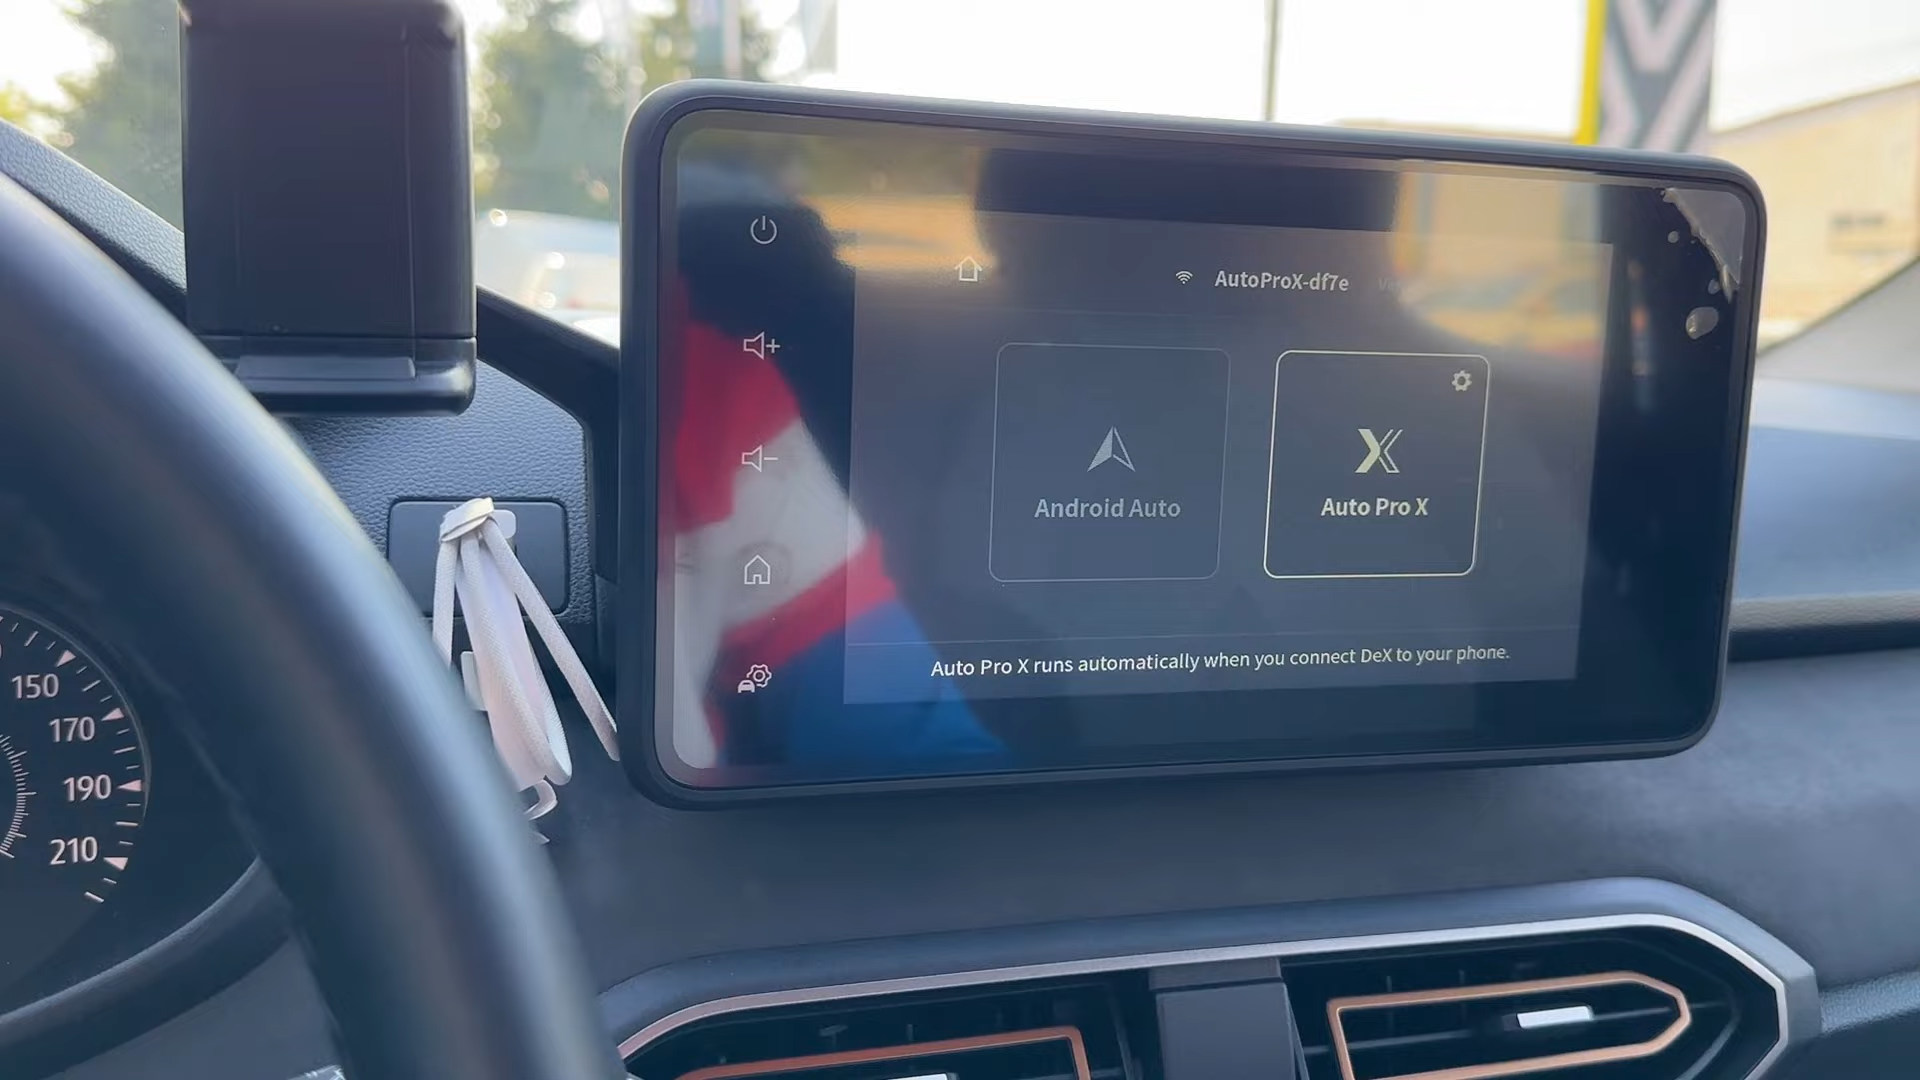 AutoProX-df7e
Android Auto
Auto Pro X
Auto Pro X runs automatically when you connect DeX to your phone.
150
170
190
210